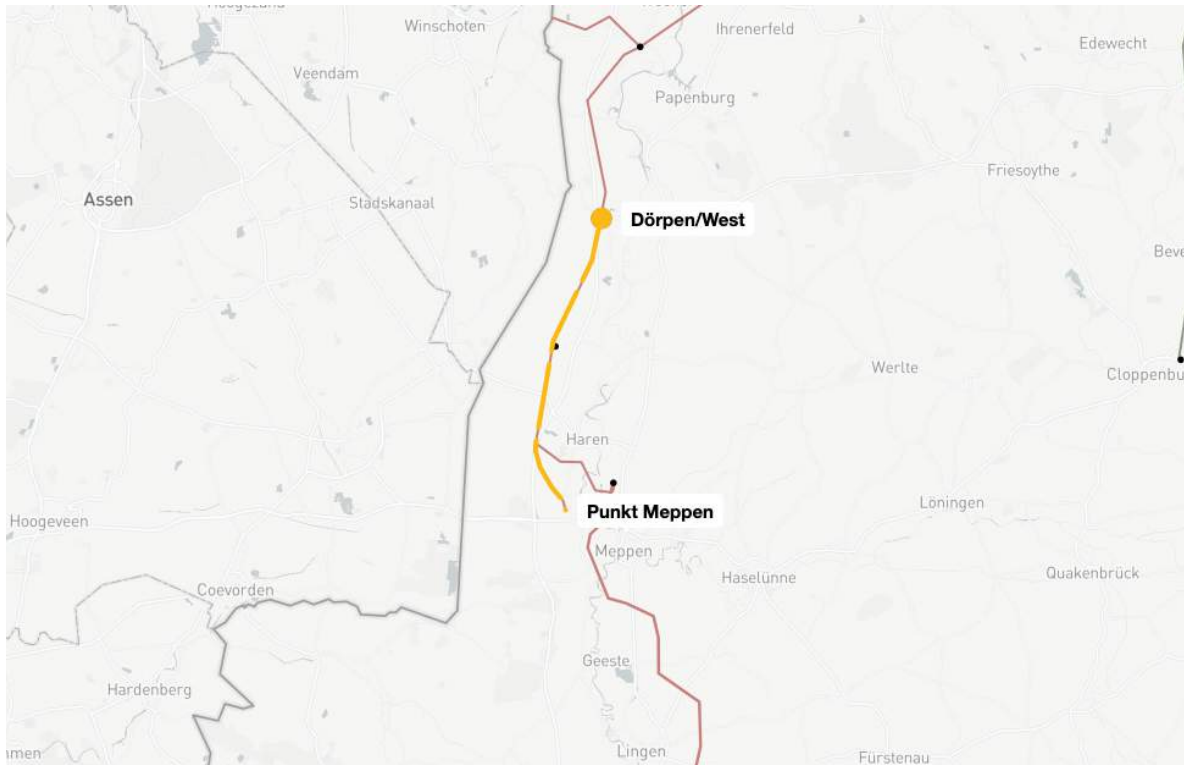 Winschoten
Ihrenerfeld
Edewecht
Veendam
Papenburg
Friesoythe
Assen
Stadskanaal
Dörpen/West
Werlte
Cloppenbu
Haren
Löningen
Punkt Meppen
Hoogeveen
Meppen
Haselünne
Quakenbrück
Coevorden
Geeste
Hardenberg
Lingen
Fürstenau